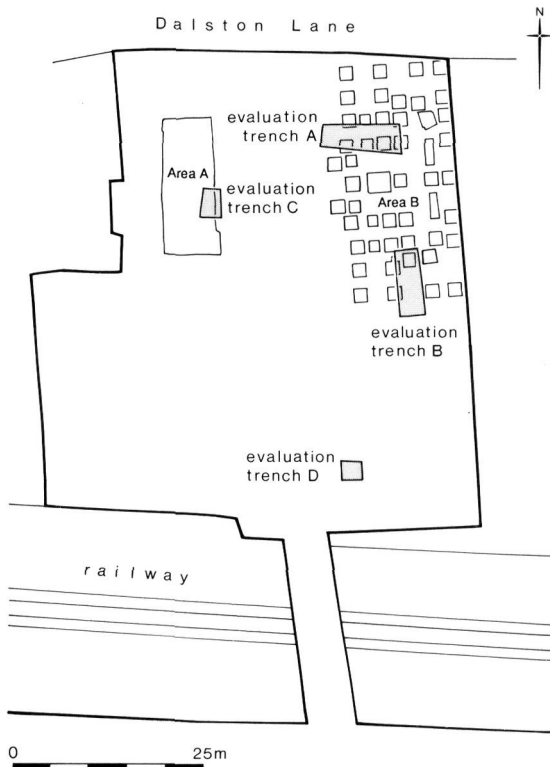 Dalston Lane
N
evaluation
trench A
Area A
evaluation
trench C
Area B
evaluation
trench B
evaluation
trench D
railway
0 25m